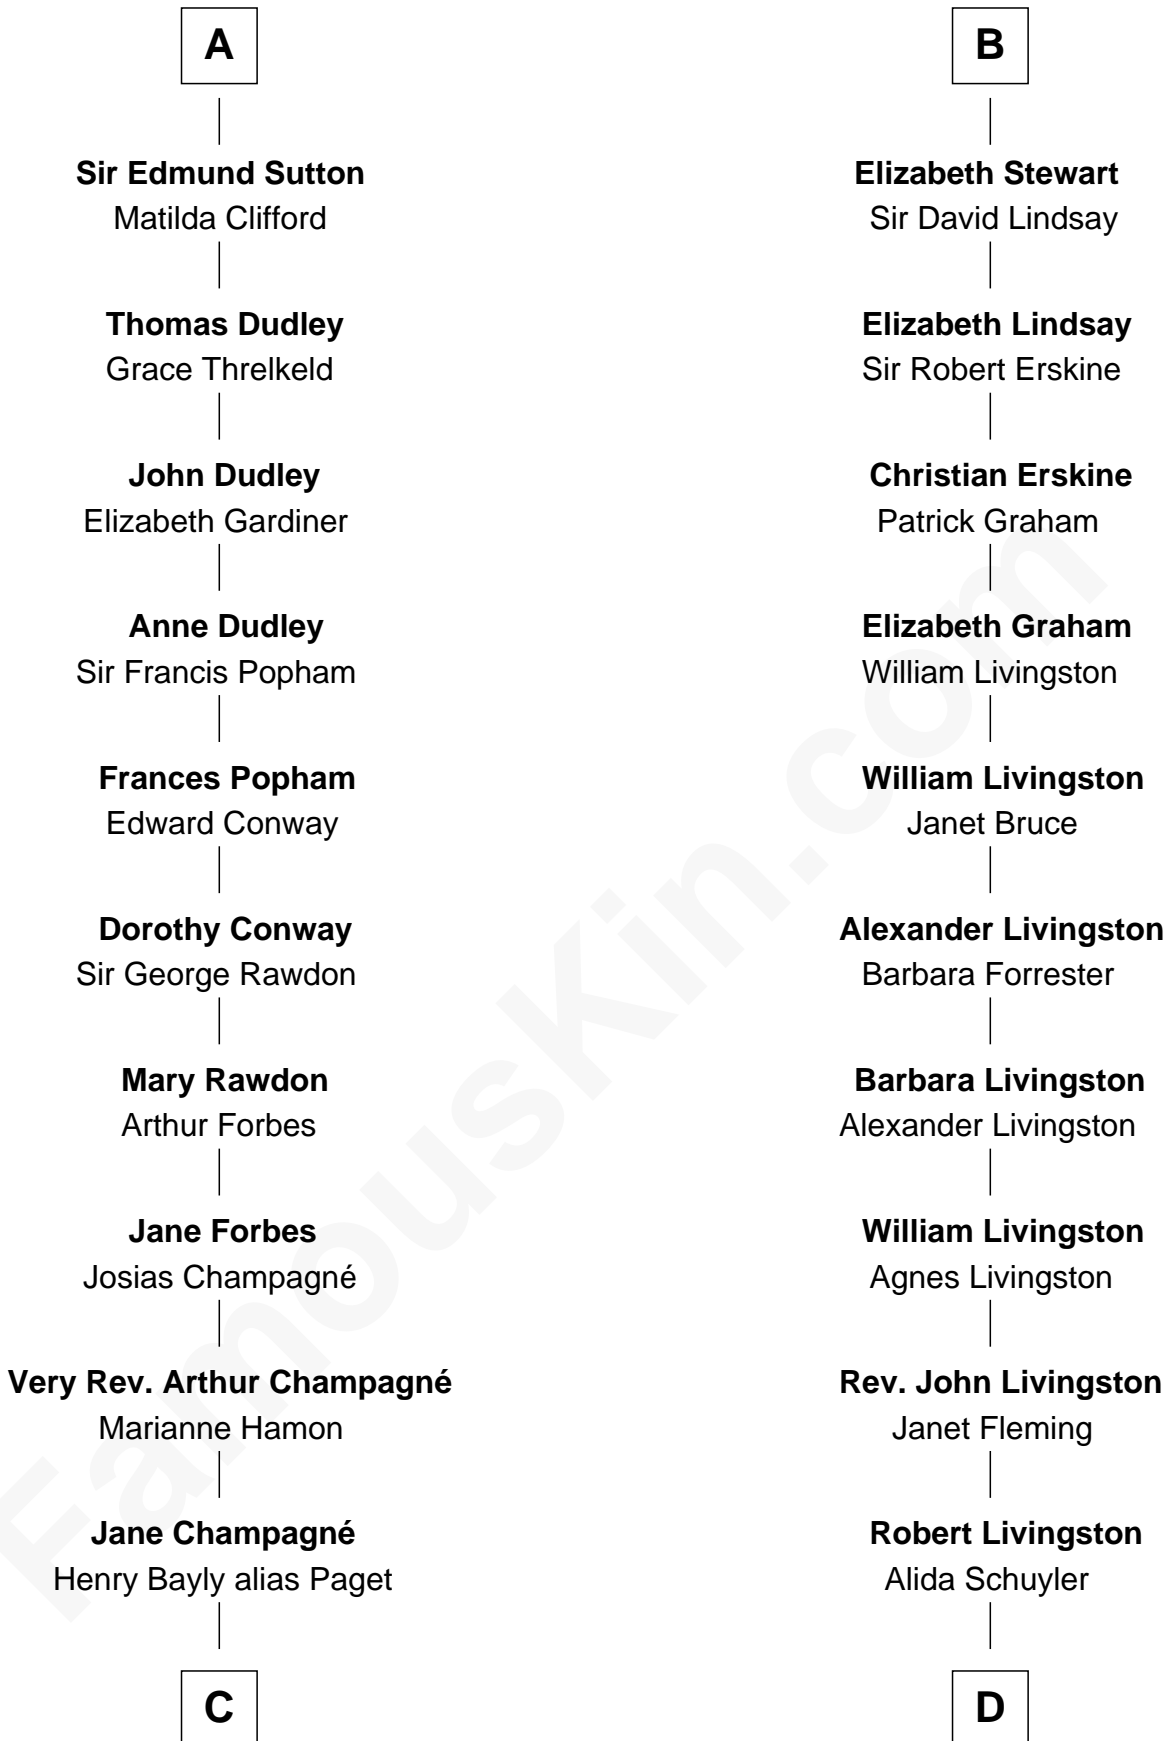 A
Sir Edmund Sutton
Matilda Clifford
Thomas Dudley
Grace Threlkeld
John Dudley
Elizabeth Gardiner
Anne Dudley
Sir Francis Popham
Frances Popham
Edward Conway
Dorothy Conway
Sir George Rawdon
Mary Rawdon
Arthur Forbes
Jane Forbes
Josias Champagné
Very Rev. Arthur Champagné
Marianne Hamon
Jane Champagné
Henry Bayly alias Paget
C
B
Elizabeth Stewart
Sir David Lindsay
Elizabeth Lindsay
Sir Robert Erskine
Christian Erskine
Patrick Graham
Elizabeth Graham
William Livingston
William Livingston
Janet Bruce
Alexander Livingston
Barbara Forrester
Barbara Livingston
Alexander Livingston
William Livingston
Agnes Livingston
Rev. John Livingston
Janet Fleming
Robert Livingston
Alida Schuyler
D
FamousKin.com